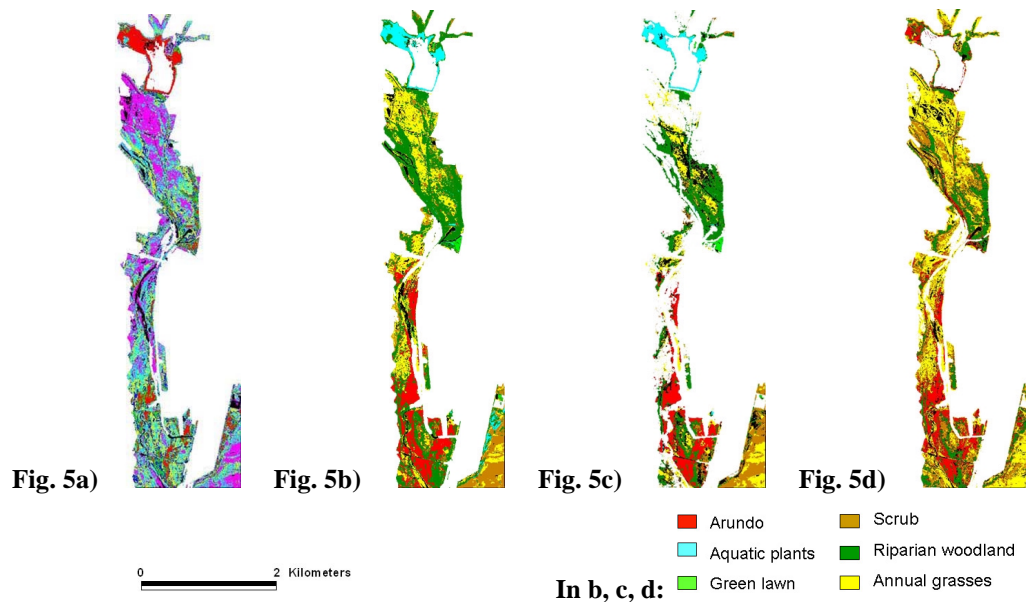 Fig. 5a)
Fig. 5b)
Fig. 5c)
Fig. 5d)
0 2 Kilometers
In b, c, d:
Arundo
Aquatic plants
Green lawn
Scrub
Riparian woodland
Annual grasses